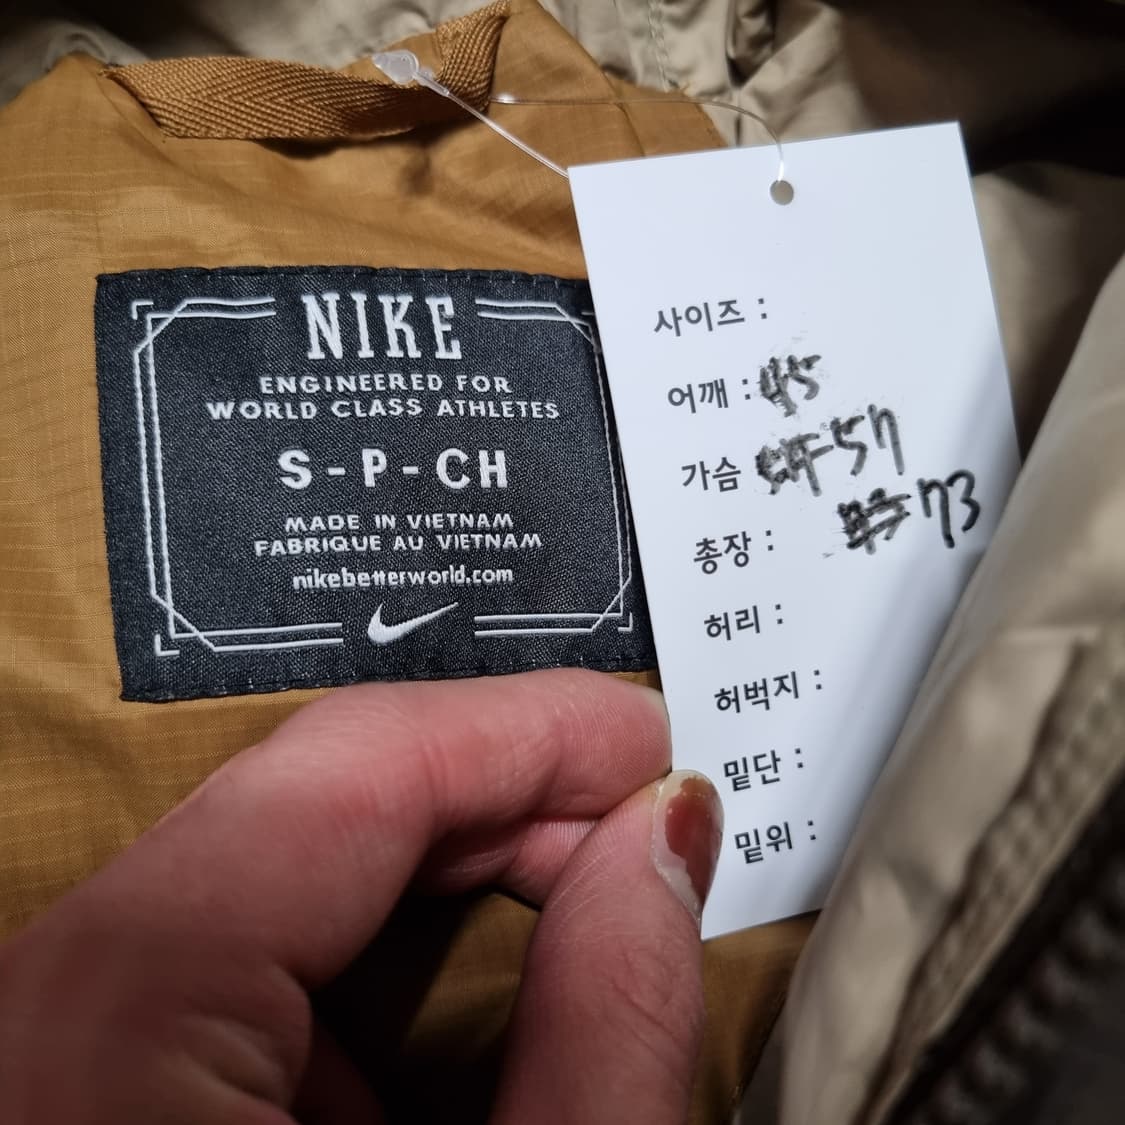 NIKE
ENGINEERED FOR
WORLD CLASS ATHLETES
S - P - CH
MADE IN VIETNAM
FABRIQUE AU VIETNAM
nikebetterworld.com
사이즈 :
어깨 : 45
가슴 57
총장 : 73
허리 :
허벅지 :
밑단 :
밑위 :